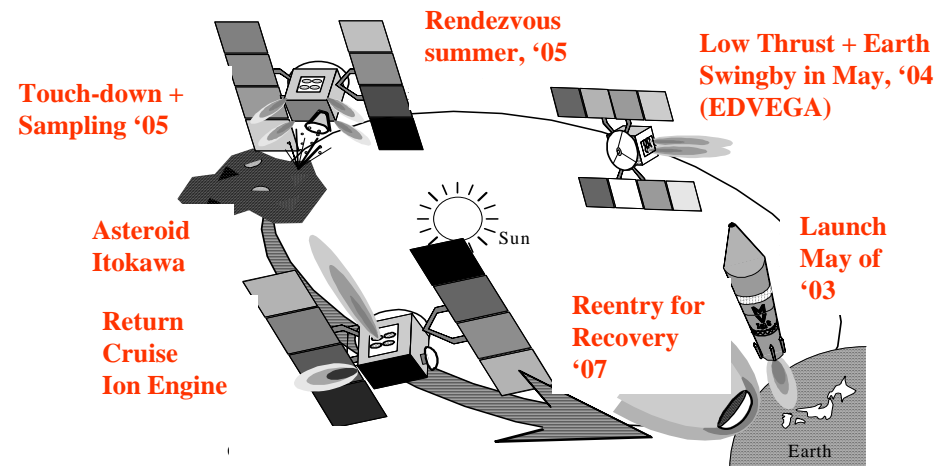 Rendezvous
summer, ‘05
Low Thrust + Earth
Swingby in May, ‘04
(EDVEGA)
Touch-down +
Sampling ‘05
Asteroid
Itokawa
Sun
Launch
May of
‘03
Return
Cruise
Ion Engine
Reentry for
Recovery
‘07
Earth